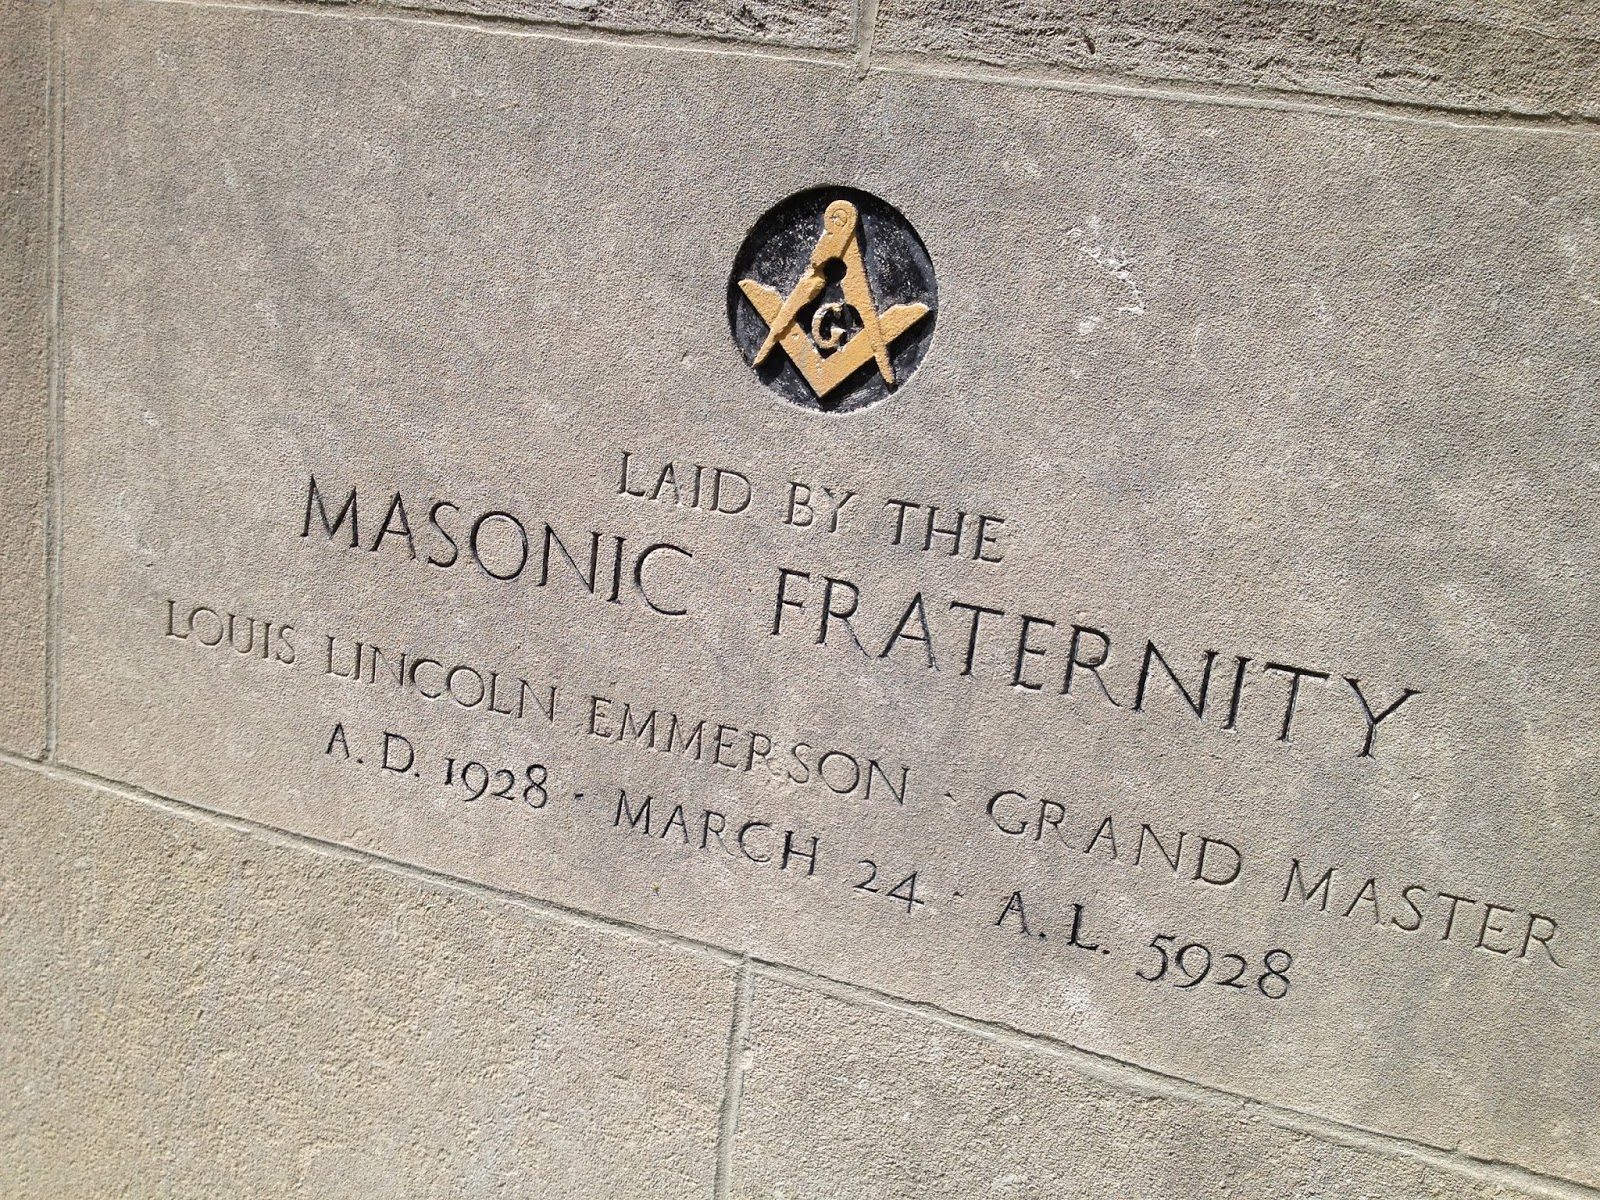 G
LAID BY THE
MASONIC FRATERNITY
LOUIS LINCOLN EMMERSON · GRAND MASTER
A. D. 1928 · MARCH 24 · A. L. 5928